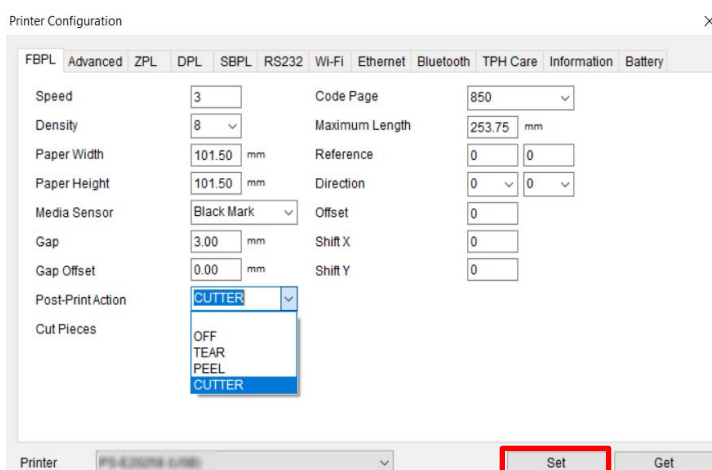 Printer Configuration
FBPL Advanced ZPL DPL SBPL RS232 Wi-Fi Ethernet Bluetooth TPH Care Information Battery
Speed 3 Code Page 850
Density 8 Maximum Length 253.75 mm
Paper Width 101.50 mm Reference 0 0
Paper Height 101.50 mm Direction 0 0
Media Sensor Black Mark Offset 0
Gap 3.00 mm Shift X 0
Gap Offset 0.00 mm Shift Y 0
Post-Print Action CUTTER
Cut Pieces
OFF
TEAR
PEEL
CUTTER
Printer Set Get